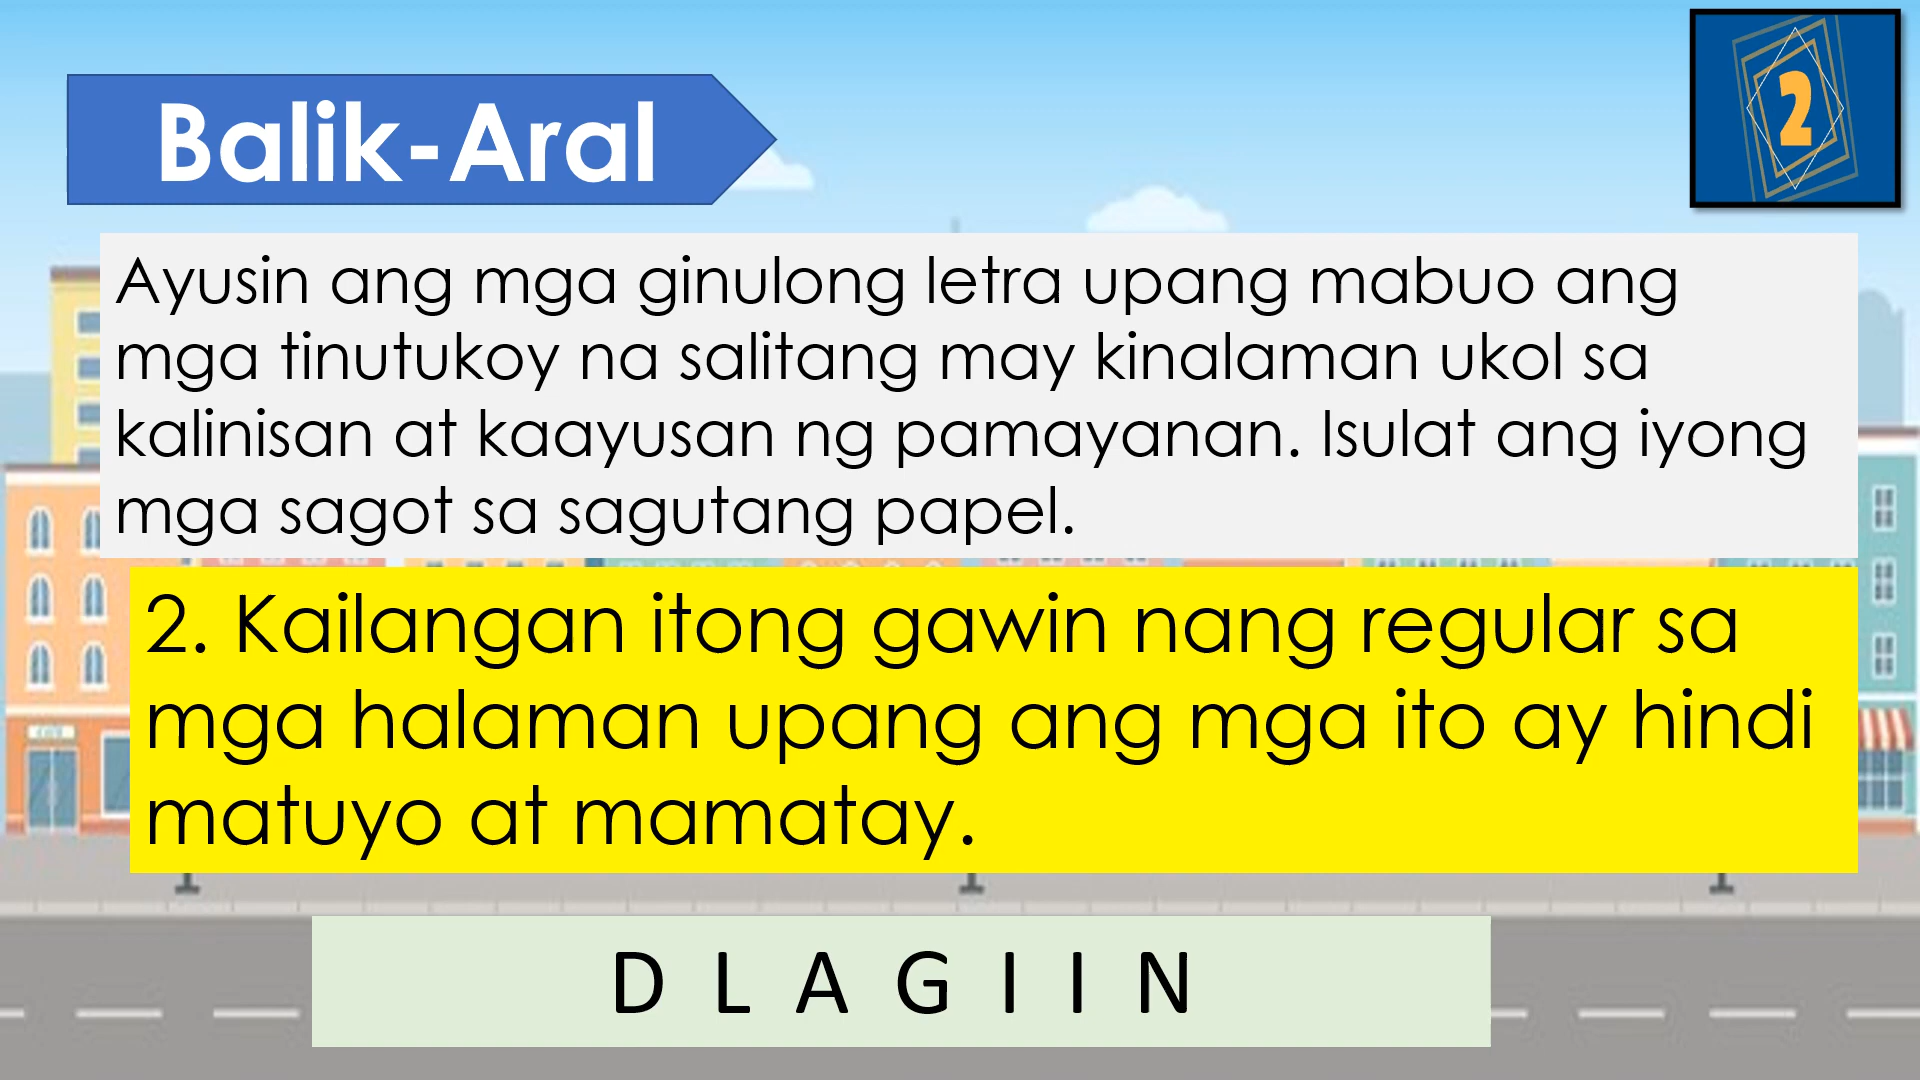 2
Balik-Aral
Ayusin ang mga ginulong letra upang mabuo ang
mga tinutukoy na salitang may kinalaman ukol sa
kalinisan at kaayusan ng pamayanan. Isulat ang iyong
mga sagot sa sagutang papel.
2. Kailangan itong gawin nang regular sa
mga halaman upang ang mga ito ay hindi
matuyo at mamatay.
D L A G I I N